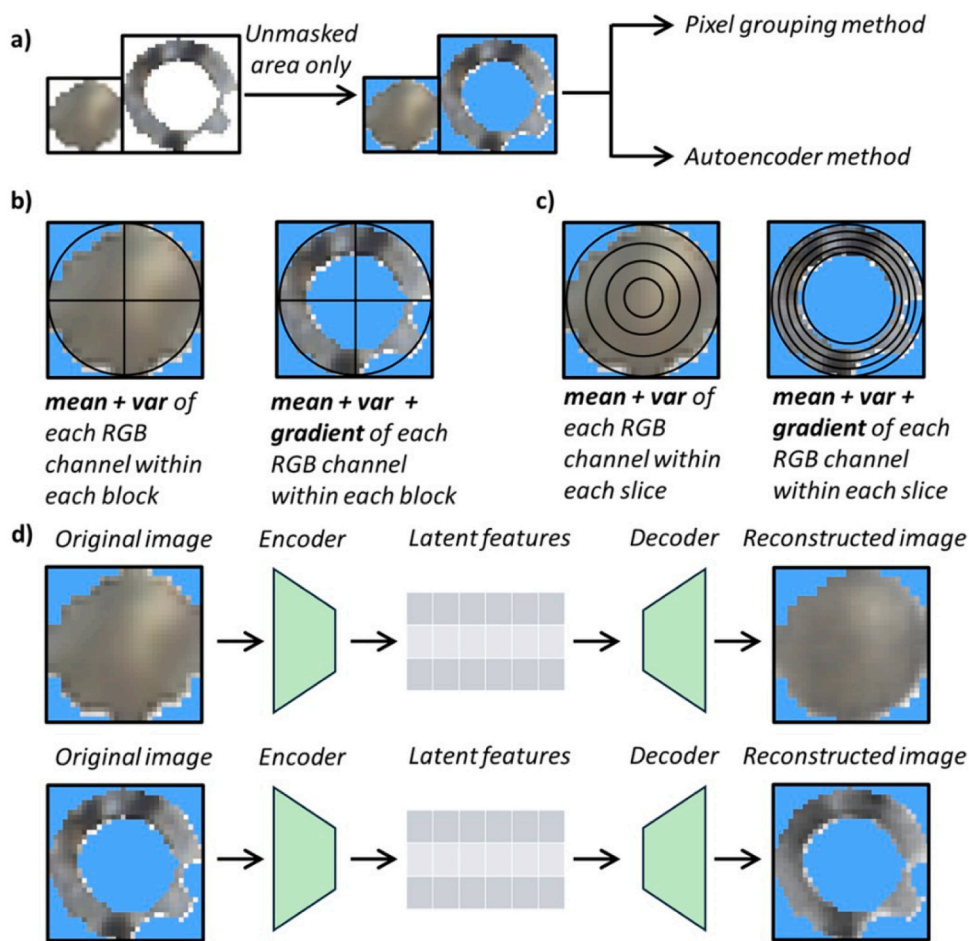 a)
Unmasked
area only
Pixel grouping method
Autoencoder method
b)
mean + var of
each RGB
channel within
each block
mean + var +
gradient of each
RGB channel
within each block
c)
mean + var of
each RGB
channel within
each slice
mean + var +
gradient of each
RGB channel
within each slice
d)
Original image Encoder Latent features Decoder Reconstructed image
Original image Encoder Latent features Decoder Reconstructed image